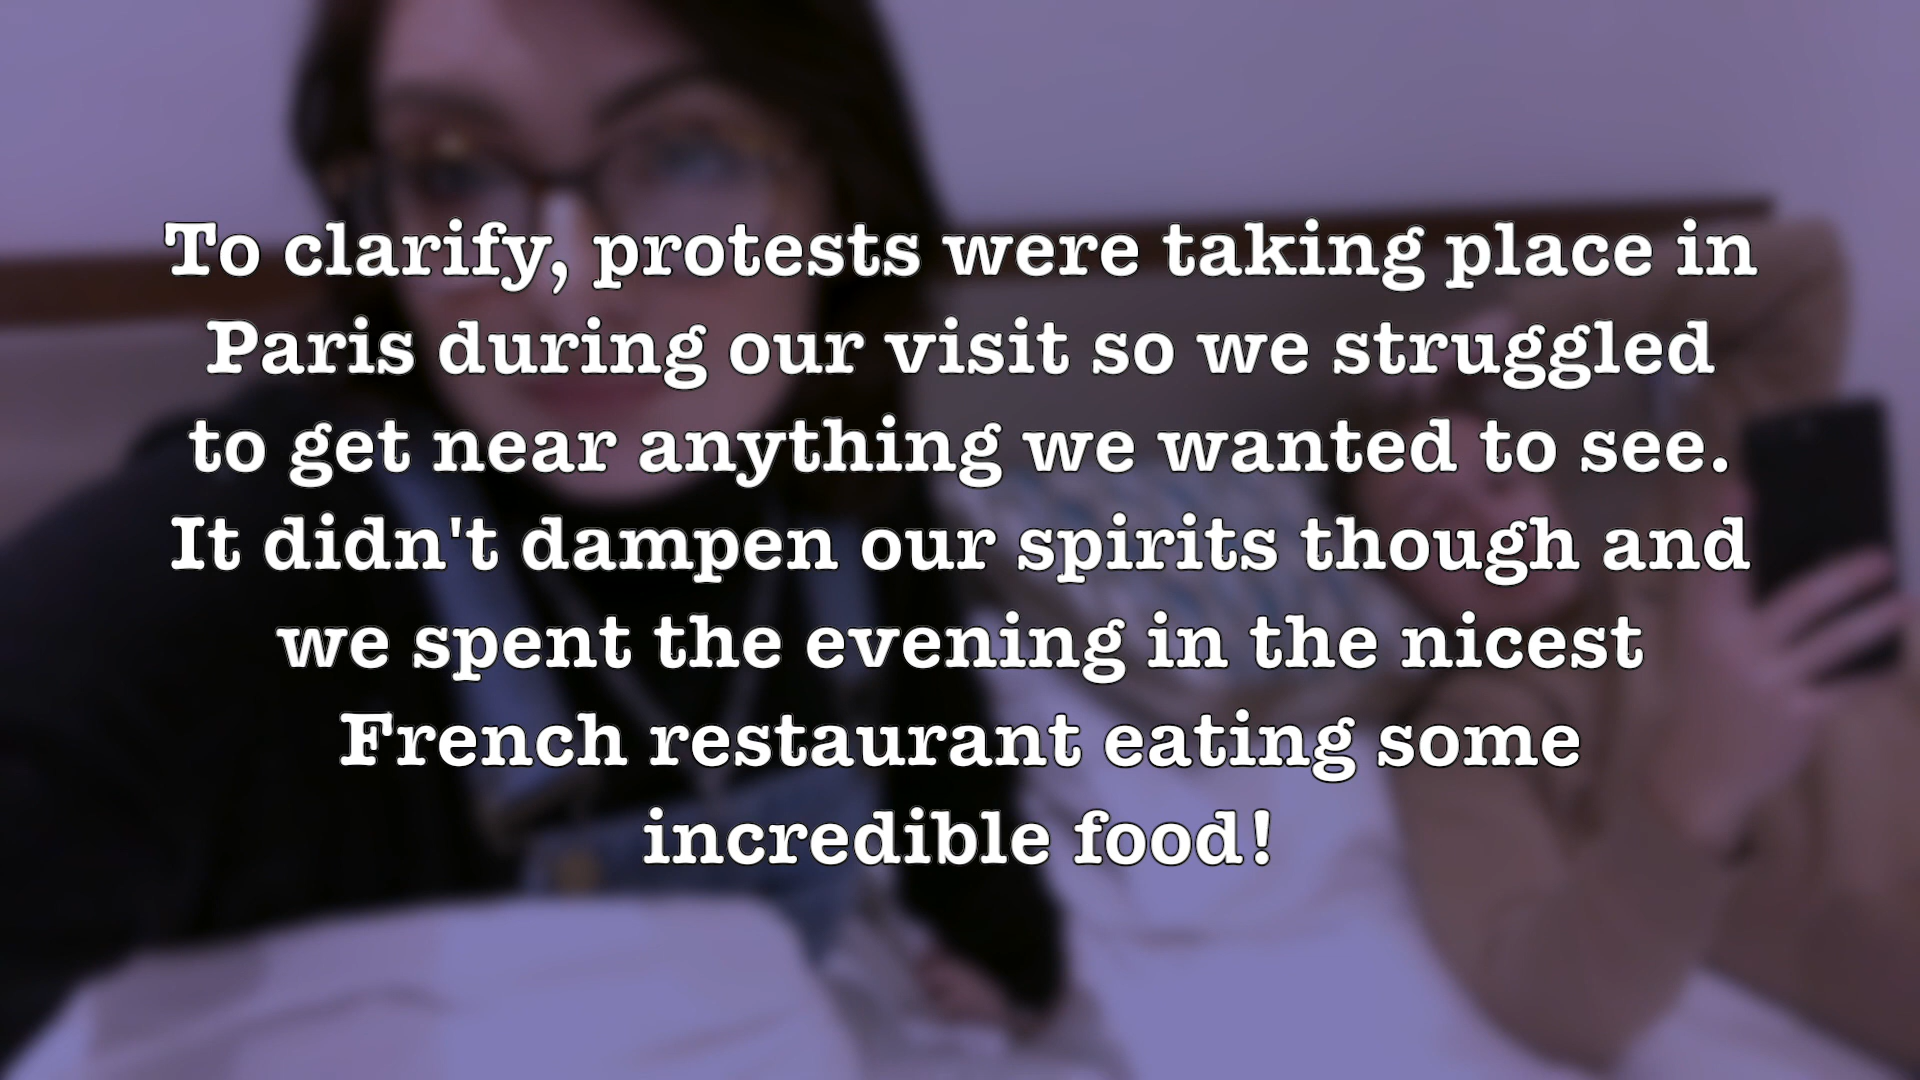 To clarify, protests were taking place in
Paris during our visit so we struggled
to get near anything we wanted to see.
It didn't dampen our spirits though and
we spent the evening in the nicest
French restaurant eating some
incredible food!